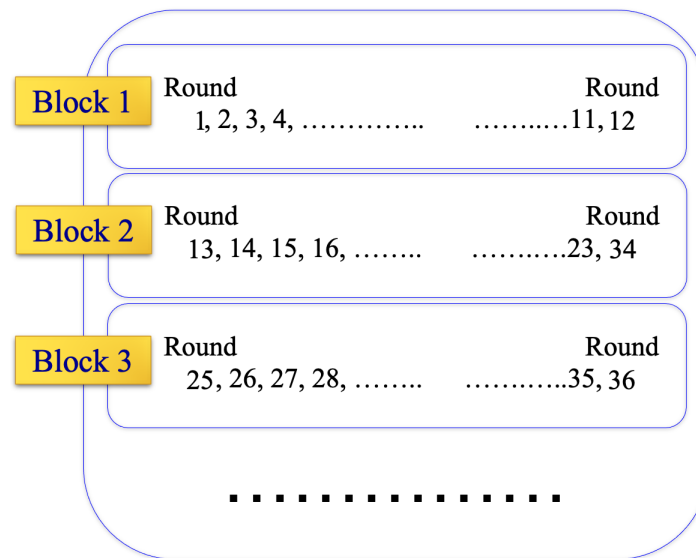 Block 1
Round Round
1, 2, 3, 4, ………….. ……..…11, 12
Block 2
Round Round
13, 14, 15, 16, …….. …….….23, 34
Block 3
Round Round
25, 26, 27, 28, …….. …….…..35, 36
...............